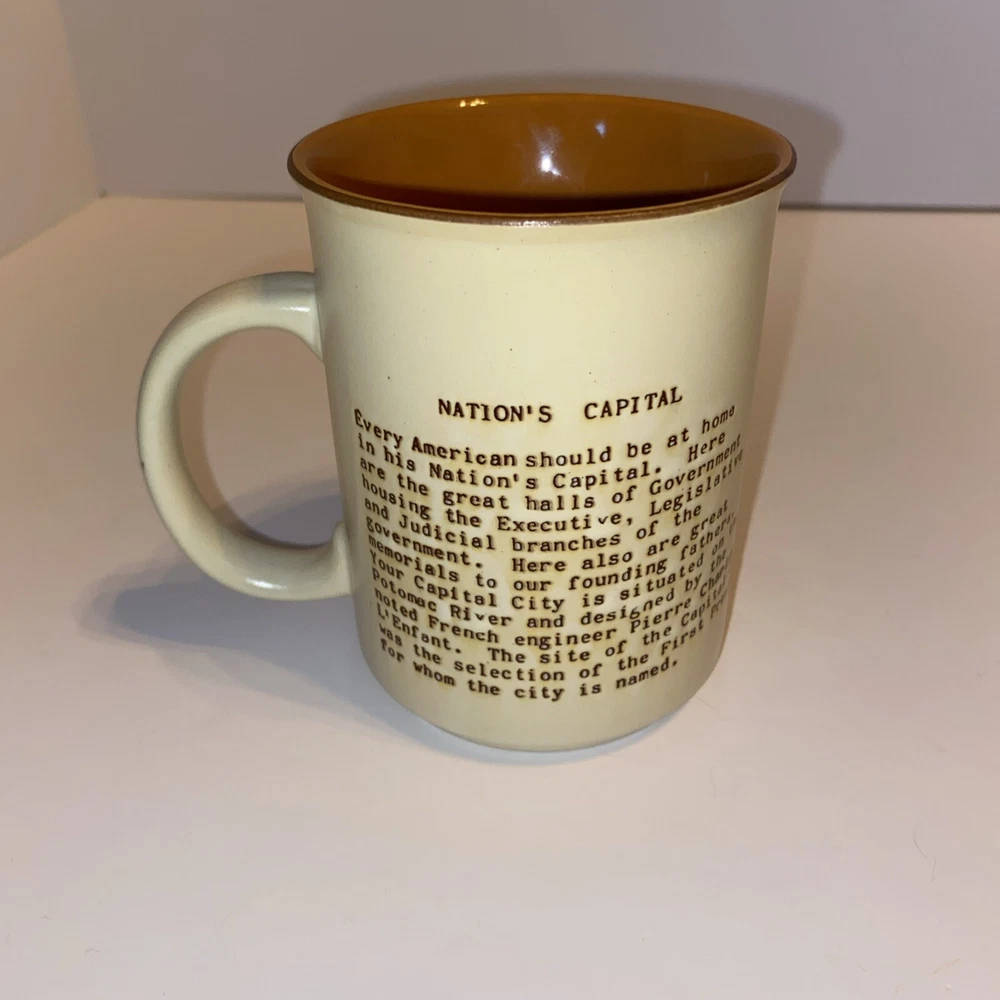 NATION'S CAPITAL
Every American should be at home
in his Nation's Capital. Here
are the great halls of Government
housing the Executive, Legislative
and Judicial branches of the
government. Here also are great
memorials to our founding fathers,
your Capital City is situated on
Potomac River and designed by the
noted French engineer Pierre
L'Enfant. The site of the Capital
was the selection of the First
for whom the city is named.